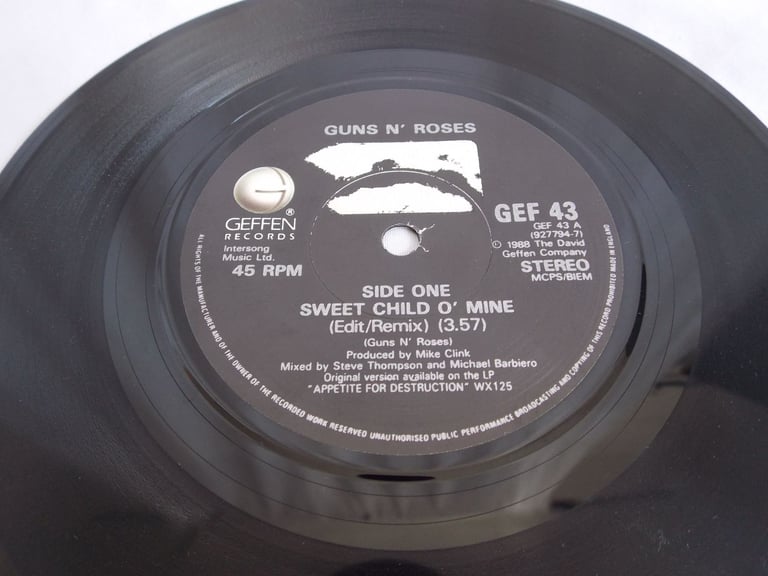 GUNS N' ROSES
G
®
GEFFEN
RECORDS
Intersong
Music Ltd.
45 RPM
GEF 43
GEF 43 A
(927794-7)
℗ 1988 The David
Geffen Company
STEREO
MCPS/BIEM
SIDE ONE
SWEET CHILD O' MINE
(Edit/Remix) (3.57)
(Guns N' Roses)
Produced by Mike Clink
Mixed by Steve Thompson and Michael Barbiero
Original version available on the LP
"APPETITE FOR DESTRUCTION" WX125
ALL RIGHTS OF THE MANUFACTURER AND OF THE OWNER OF THE RECORDED WORK RESERVED UNAUTHORISED PUBLIC PERFORMANCE BROADCASTING AND COPYING OF THIS RECORD PROHIBITED MADE IN